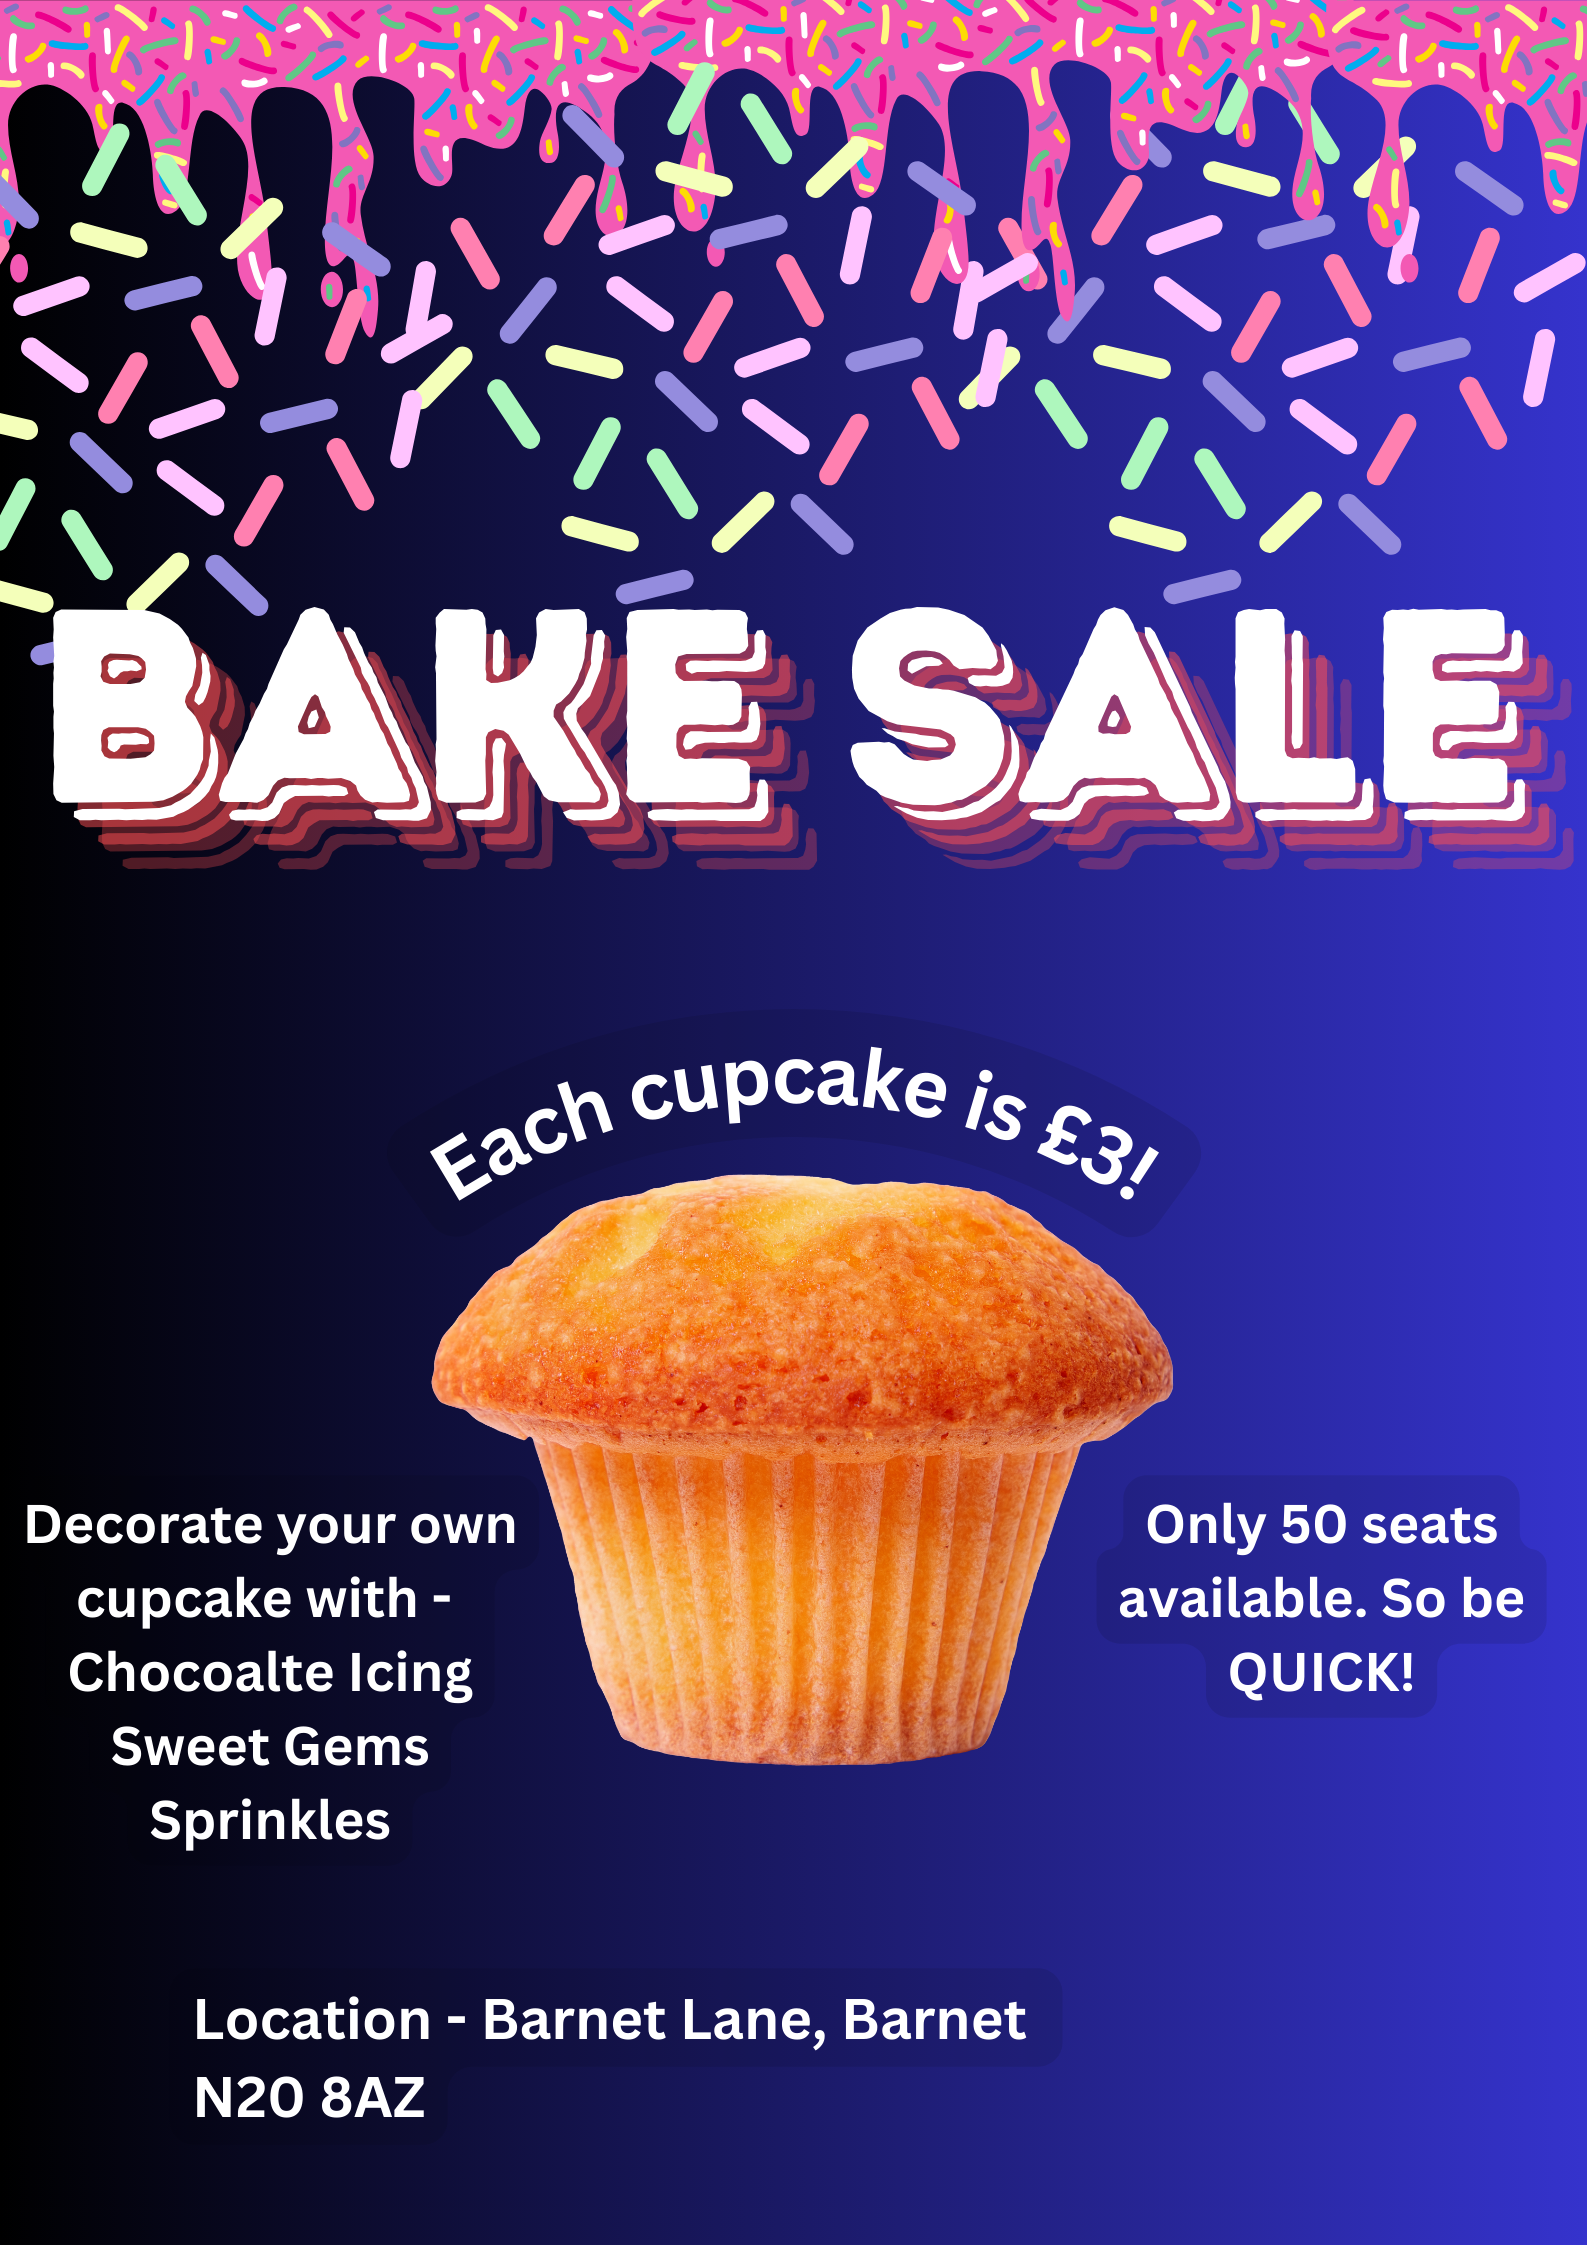 BAKE SALE
Each cupcake is £3!
Decorate your own
cupcake with -
Chocoalte Icing
Sweet Gems
Sprinkles
Only 50 seats
available. So be
QUICK!
Location - Barnet Lane, Barnet
N20 8AZ